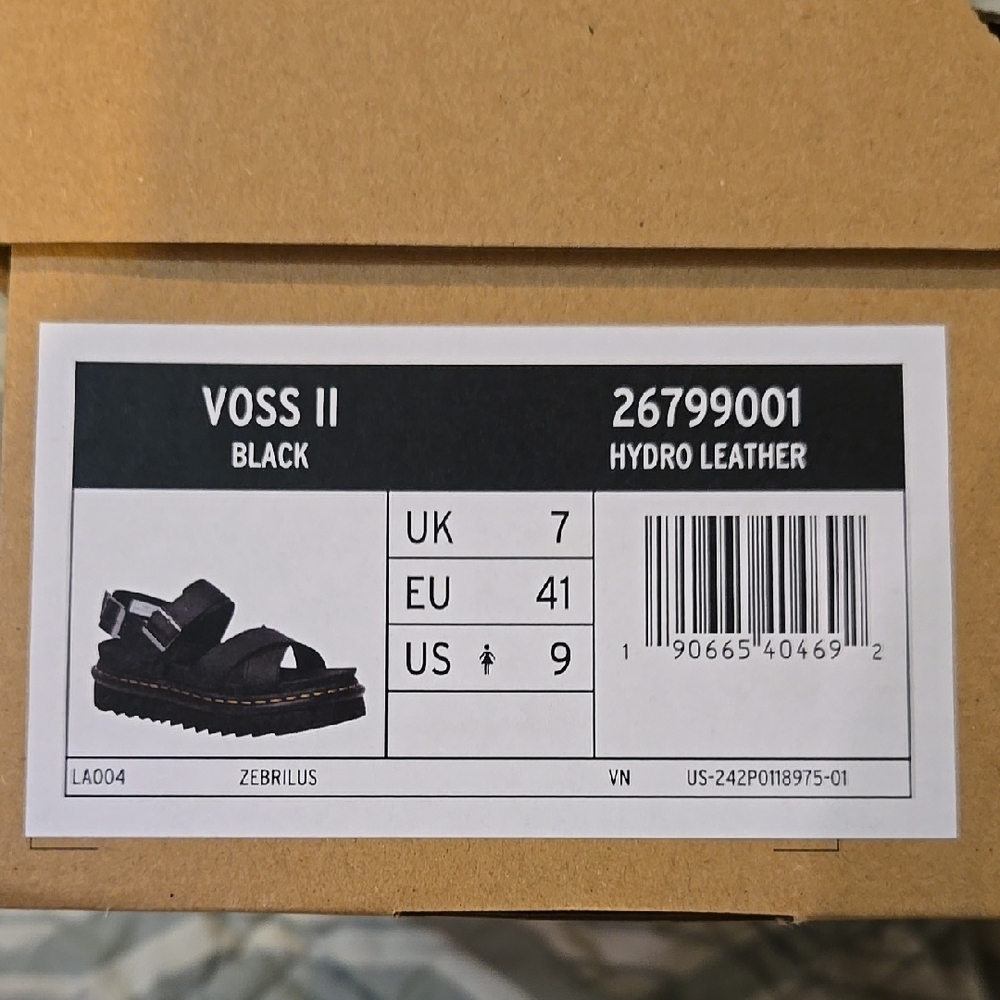 VOSS II
BLACK
26799001
HYDRO LEATHER
UK 7
EU 41
US 9
1 90665 40469 2
LA004 ZEBRILUS VN US-242P0118975-01